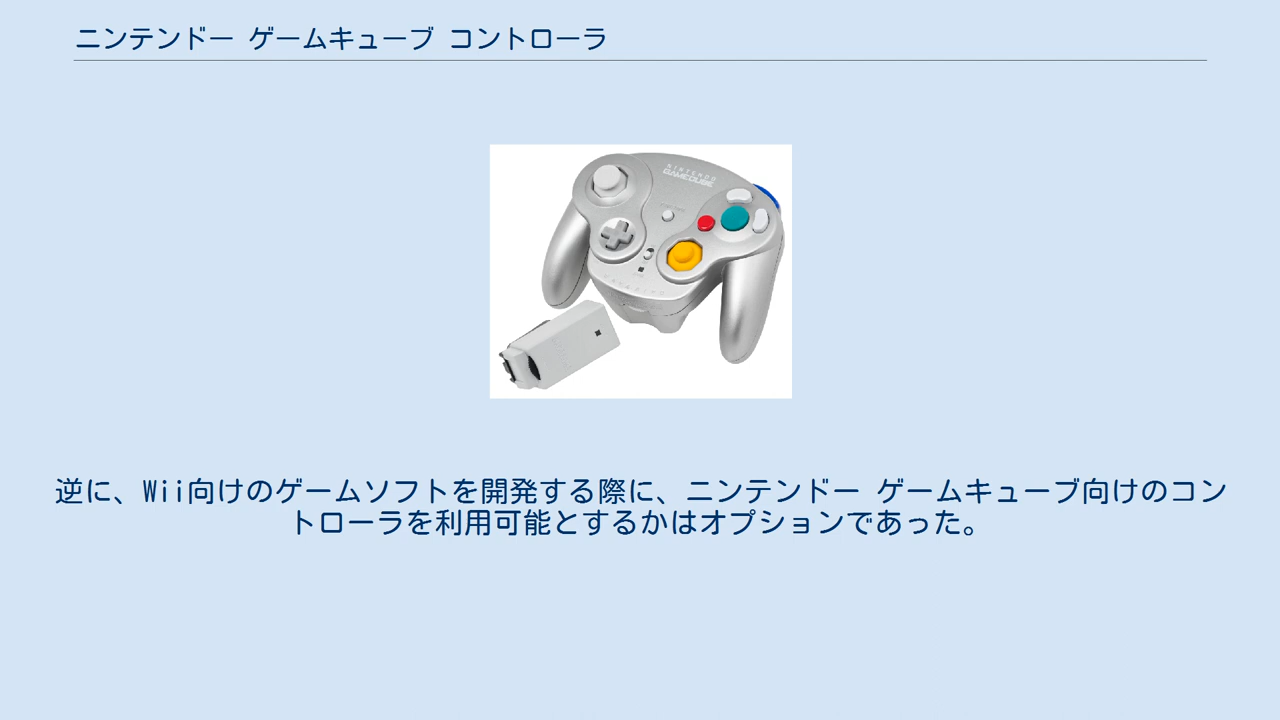 ニンテンドー ゲームキューブ コントローラ
NINTENDO
GAMECUBE
逆に、Wii向けのゲームソフトを開発する際に、ニンテンドー ゲームキューブ向けのコン
トローラを利用可能とするかはオプションであった。